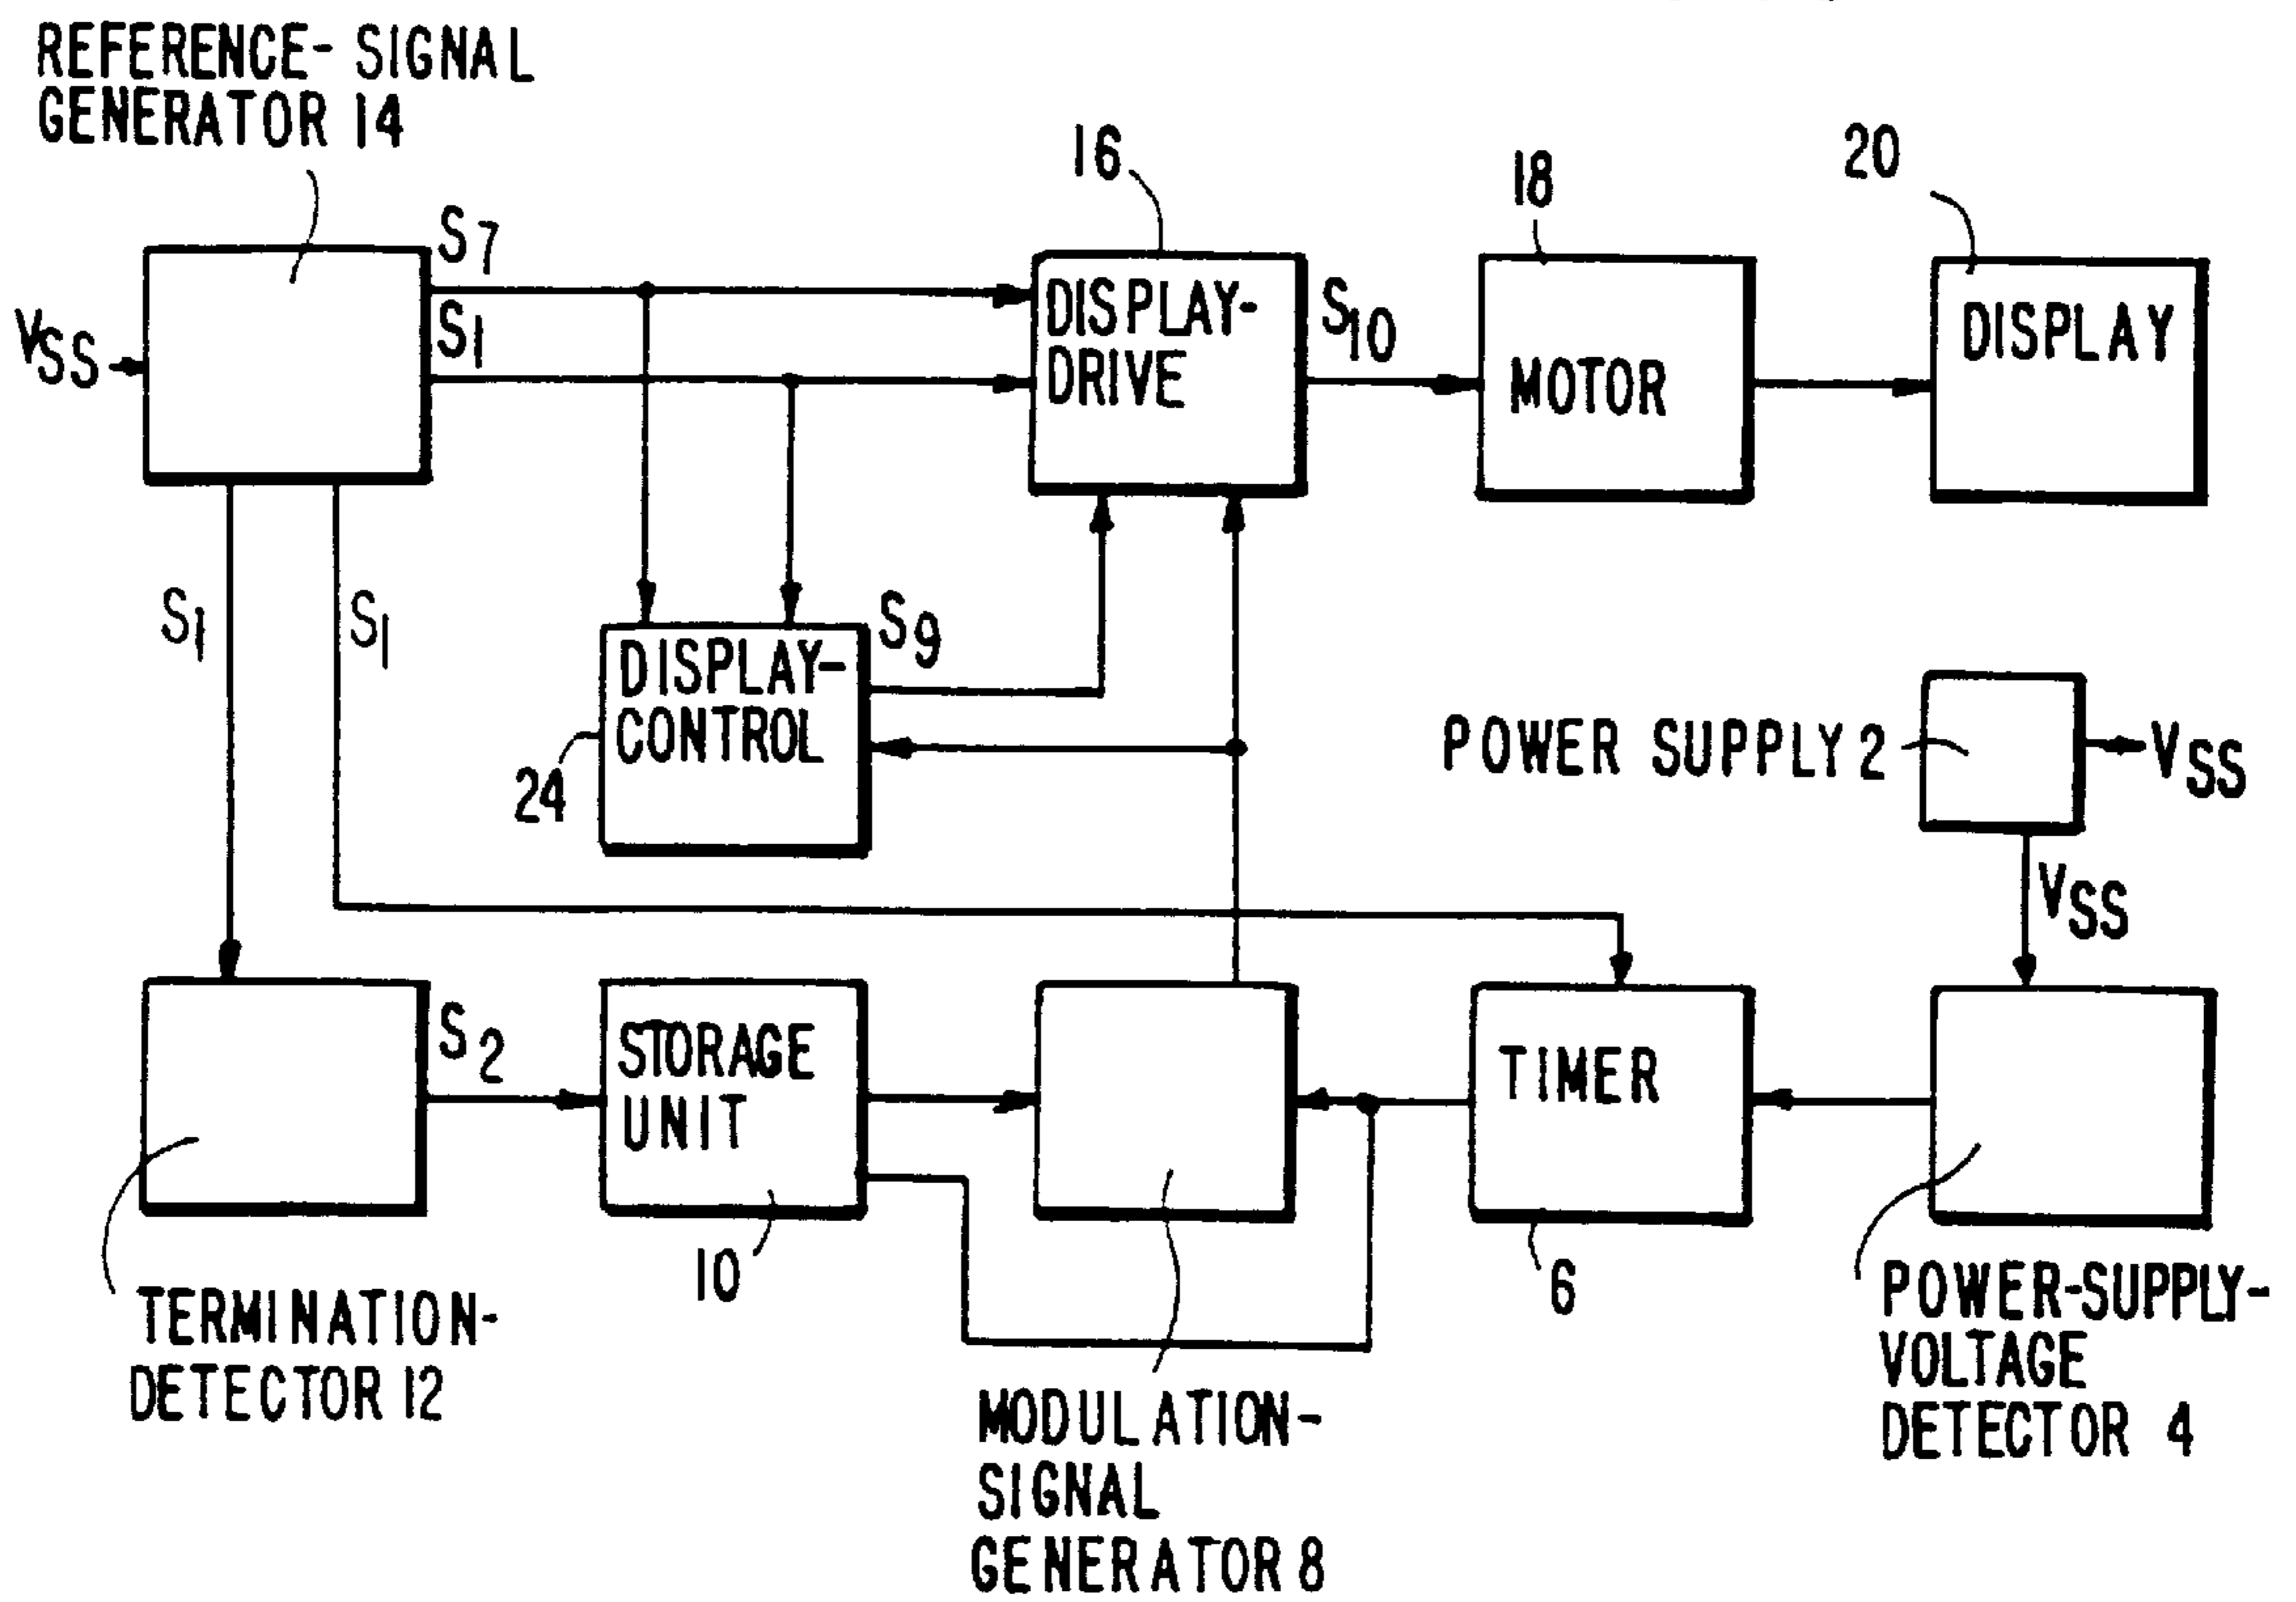 REFERENCE- SIGNAL
GENERATOR 14
16
18
20
S7
S1
VSS
DISPLAY-
DRIVE
S10
MOTOR
DISPLAY
S1
S1
S9
DISPLAY-
CONTROL
24
POWER SUPPLY 2
VSS
VSS
S2
STORAGE
UNIT
TIMER
10
6
TERMINATION-
DETECTOR 12
POWER-SUPPLY-
VOLTAGE
DETECTOR 4
MODULATION-
SIGNAL
GENERATOR 8